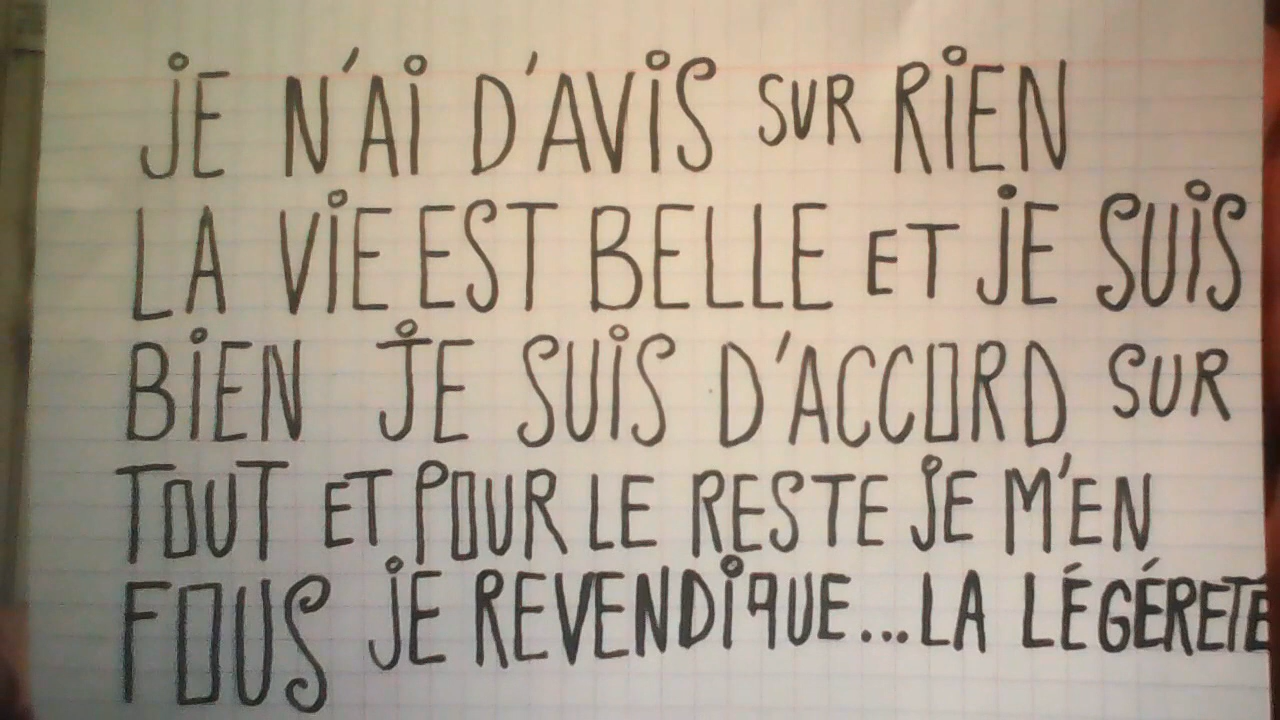 JE N'AI D'AVIS SUR RIEN
LA VIE EST BELLE ET JE SUIS
BIEN JE SUIS D'ACCORD SUR
TOUT ET POUR LE RESTE JE M'EN
FOUS JE REVENDIQUE...LA LÉGÉRETÉ